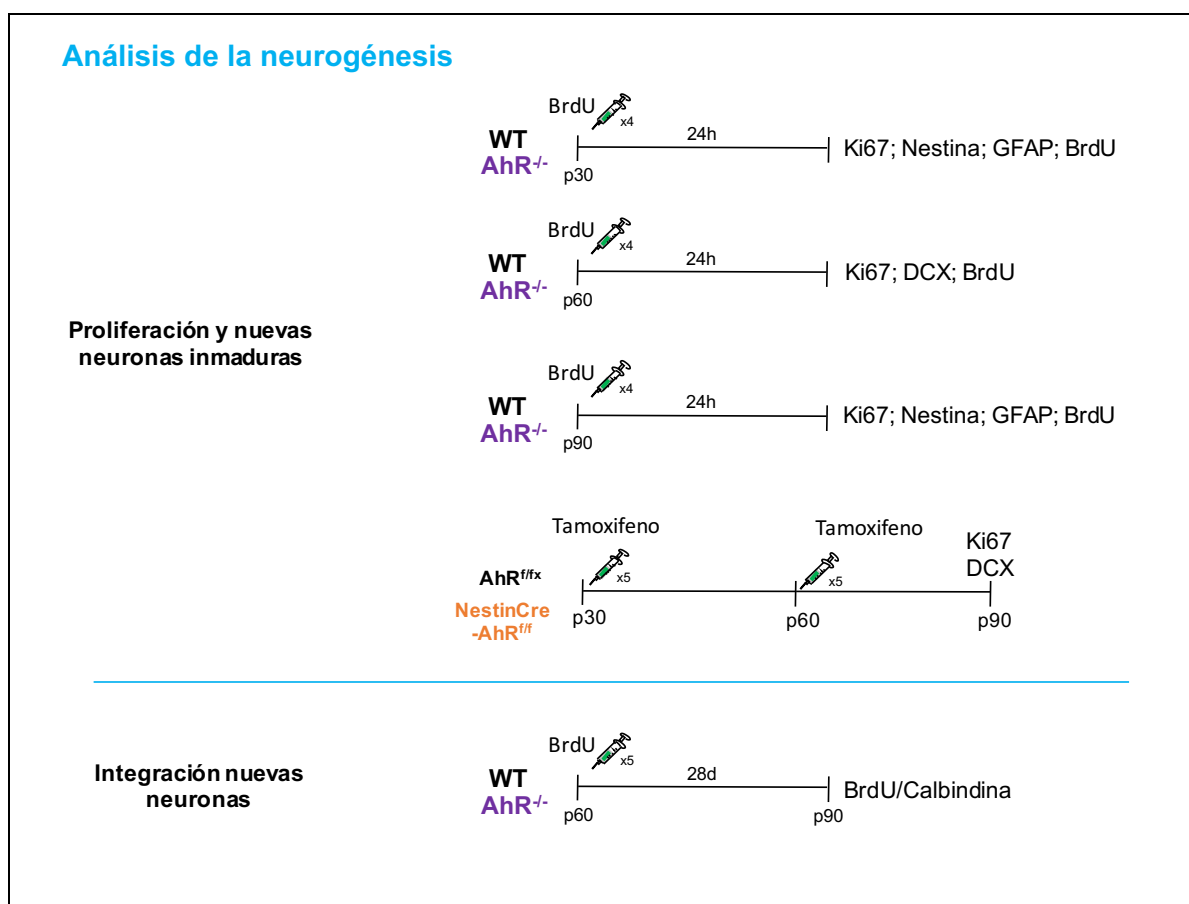 Análisis de la neurogénesis
BrdU
x4
WT
AhR-/-
p30
24h
Ki67; Nestina; GFAP; BrdU
BrdU
x4
WT
AhR-/-
p60
24h
Ki67; DCX; BrdU
Proliferación y nuevas
neuronas inmaduras
BrdU
x4
WT
AhR-/-
p90
24h
Ki67; Nestina; GFAP; BrdU
Tamoxifeno
x5
Tamoxifeno
x5
Ki67
DCX
AhRf/fx
NestinCre
-AhRf/f
p30
p60
p90
Integración nuevas
neuronas
BrdU
x5
WT
AhR-/-
p60
28d
p90
BrdU/Calbindina